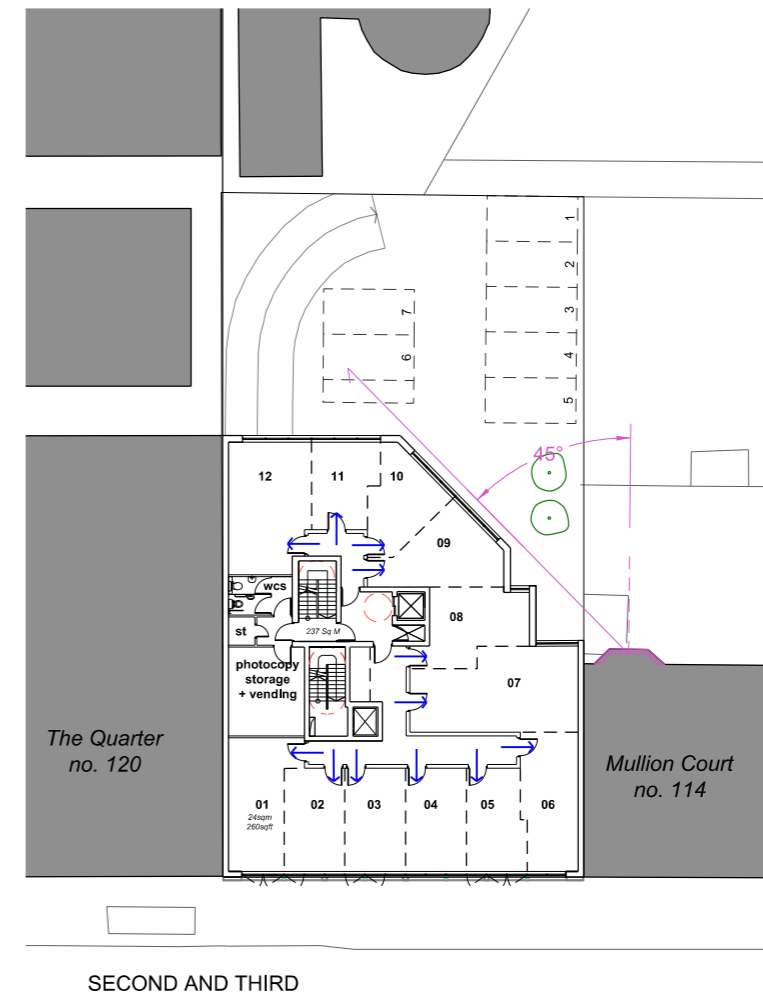 1
2
3
4
5
7
6
45°
12
11
10
09
wcs
08
st
237 Sq M
photocopy
storage
+ vending
07
The Quarter
no. 120
Mullion Court
no. 114
01
24sqm
260sqft
02
03
04
05
06
SECOND AND THIRD